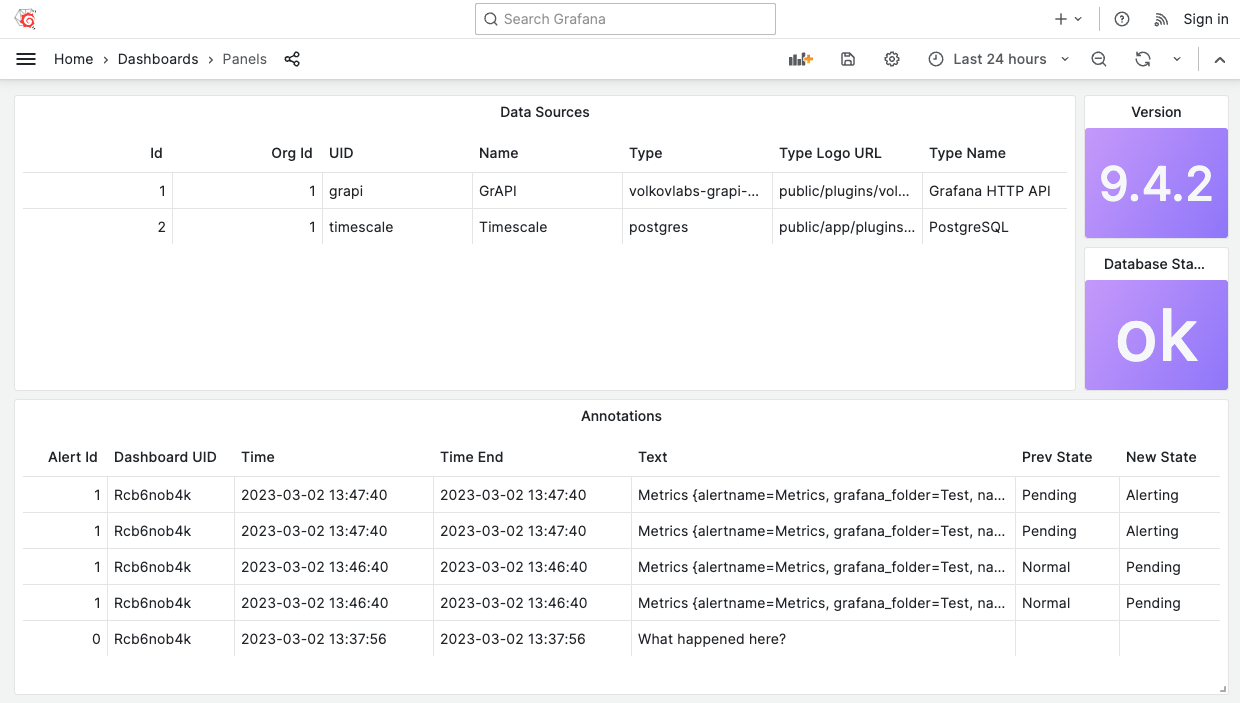 Search Grafana
Sign in
Home › Dashboards › Panels
Last 24 hours
Data Sources
Id Org Id UID Name Type Type Logo URL Type Name
1 1 grapi GrAPI volkovlabs-grapi-... public/plugins/vol... Grafana HTTP API
2 1 timescale Timescale postgres public/app/plugins... PostgreSQL
Version
9.4.2
Database Sta...
ok
Annotations
Alert Id Dashboard UID Time Time End Text Prev State New State
1 Rcb6nob4k 2023-03-02 13:47:40 2023-03-02 13:47:40 Metrics {alertname=Metrics, grafana_folder=Test, na... Pending Alerting
1 Rcb6nob4k 2023-03-02 13:47:40 2023-03-02 13:47:40 Metrics {alertname=Metrics, grafana_folder=Test, na... Pending Alerting
1 Rcb6nob4k 2023-03-02 13:46:40 2023-03-02 13:46:40 Metrics {alertname=Metrics, grafana_folder=Test, na... Normal Pending
1 Rcb6nob4k 2023-03-02 13:46:40 2023-03-02 13:46:40 Metrics {alertname=Metrics, grafana_folder=Test, na... Normal Pending
0 Rcb6nob4k 2023-03-02 13:37:56 2023-03-02 13:37:56 What happened here?